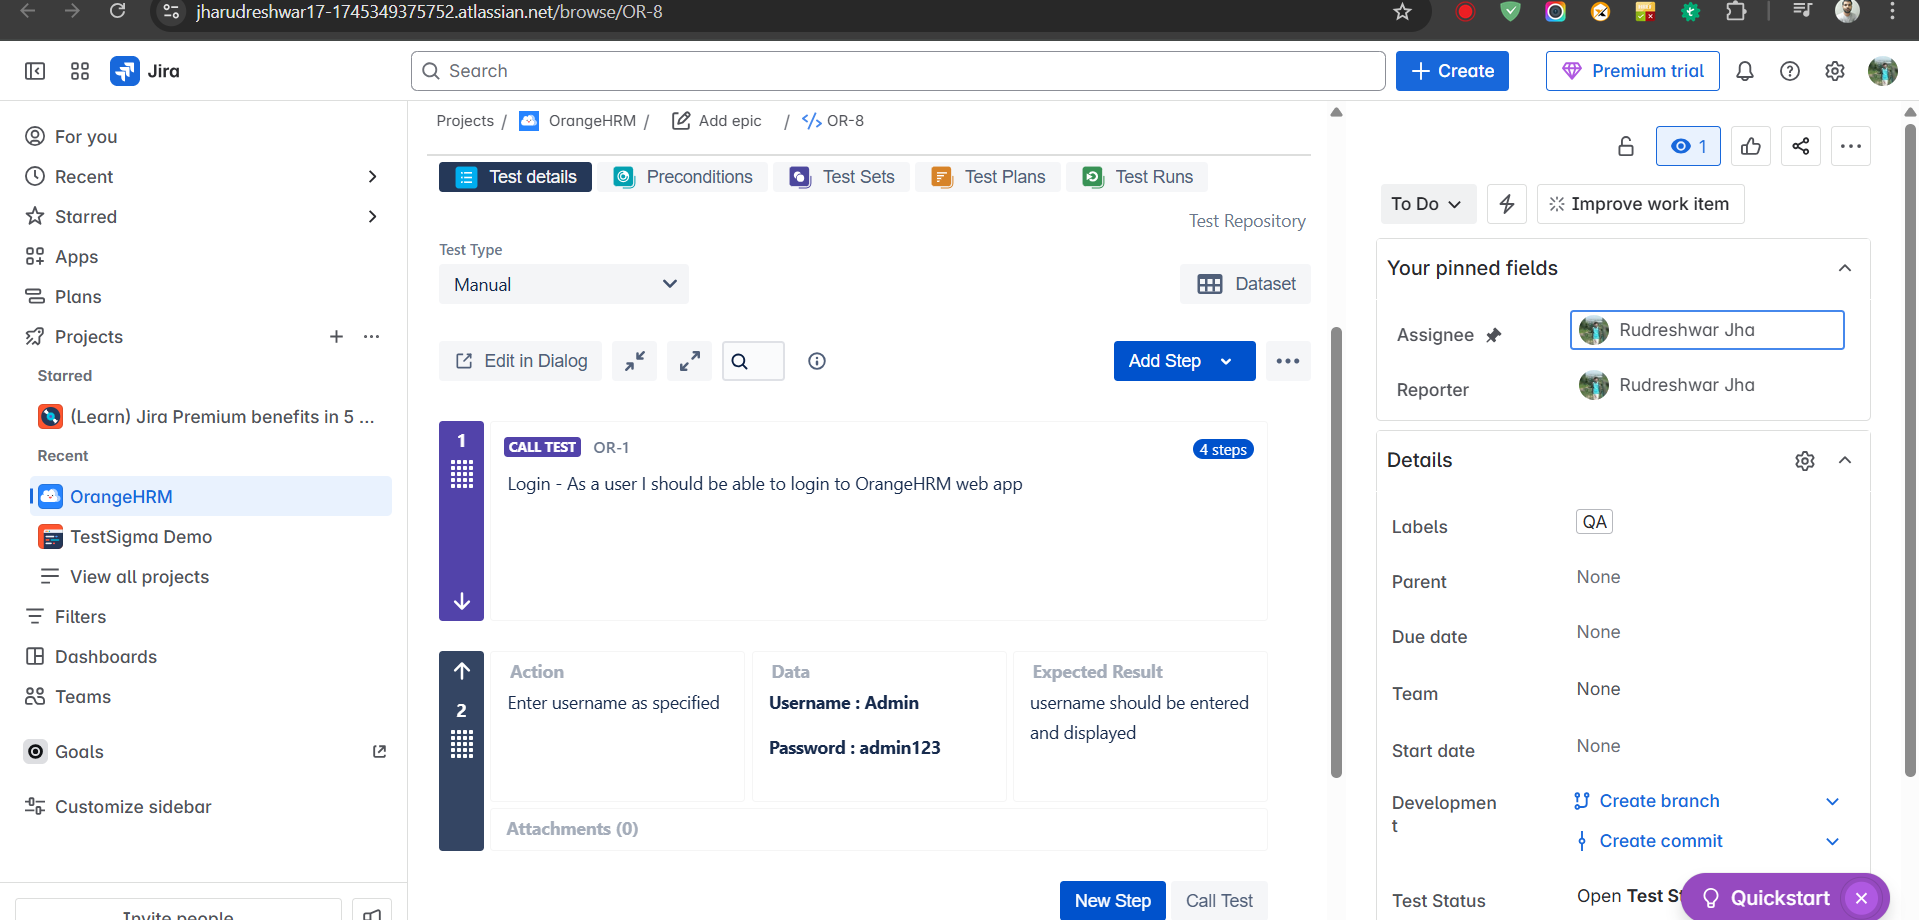 jharudreshwar17-1745349375752.atlassian.net/browse/OR-8
Jira
Search
Create
Premium trial
For you
Recent
Starred
Apps
Plans
Projects
Starred
(Learn) Jira Premium benefits in 5 ...
Recent
OrangeHRM
TestSigma Demo
View all projects
Filters
Dashboards
Teams
Goals
Customize sidebar
Invite people
Projects / OrangeHRM / Add epic / OR-8
Test details
Preconditions
Test Sets
Test Plans
Test Runs
Test Repository
Test Type
Manual
Dataset
Edit in Dialog
Add Step
1
CALL TEST OR-1
4 steps
Login - As a user I should be able to login to OrangeHRM web app
2
Action
Enter username as specified
Data
Username : Admin
Password : admin123
Expected Result
username should be entered
and displayed
Attachments (0)
New Step
Call Test
1
To Do
Improve work item
Your pinned fields
Assignee
Rudreshwar Jha
Reporter
Rudreshwar Jha
Details
Labels
QA
Parent
None
Due date
None
Team
None
Start date
None
Developmen
t
Create branch
Create commit
Test Status
Open Test
Quickstart